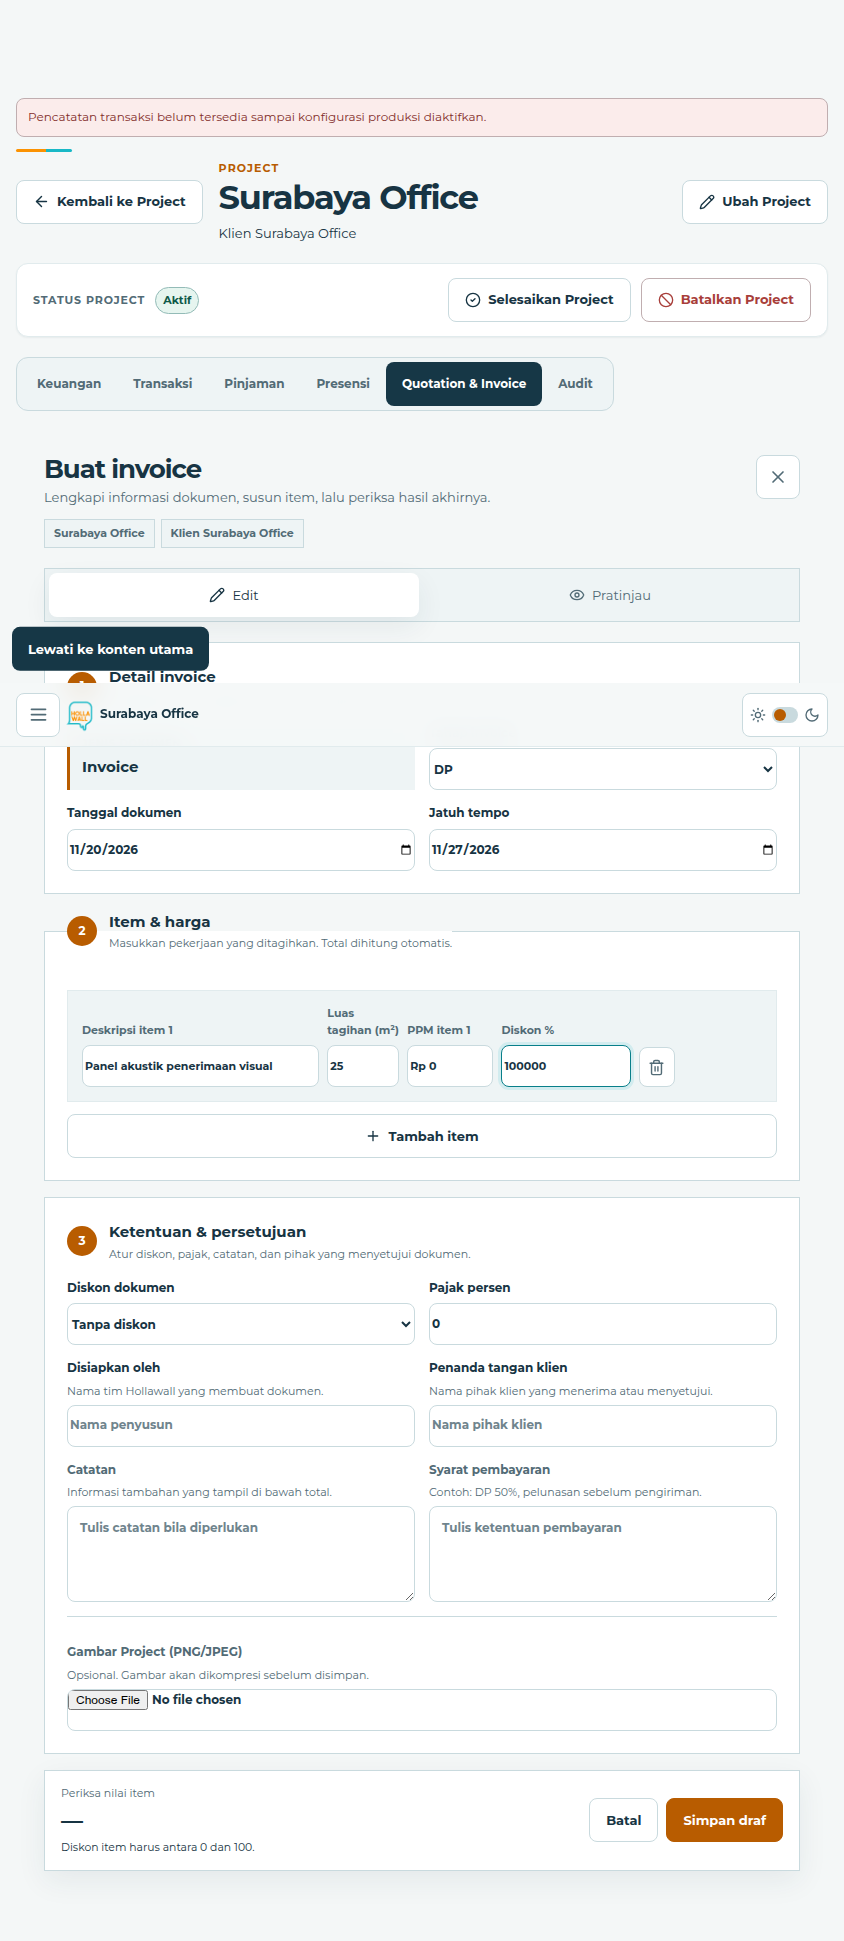 Pencatatan transaksi belum tersedia sampai konfigurasi produksi diaktifkan.
PROJECT
Kembali ke Project
Surabaya Office
Ubah Project
Klien Surabaya Office
STATUS PROJECT
Aktif
Selesaikan Project
Batalkan Project
Keuangan
Transaksi
Pinjaman
Presensi
Quotation & Invoice
Audit
Buat invoice
Lengkapi informasi dokumen, susun item, lalu periksa hasil akhirnya.
Surabaya Office
Klien Surabaya Office
Edit
Pratinjau
Lewati ke konten utama
Detail invoice
HOLLA
WALL
Surabaya Office
Invoice
DP
Tanggal dokumen
Jatuh tempo
11/20/2026
11/27/2026
2
Item & harga
Masukkan pekerjaan yang ditagihkan. Total dihitung otomatis.
Deskripsi item 1
Luas
tagihan (m²)
PPM item 1
Diskon %
Panel akustik penerimaan visual
25
Rp 0
100000
Tambah item
3
Ketentuan & persetujuan
Atur diskon, pajak, catatan, dan pihak yang menyetujui dokumen.
Diskon dokumen
Pajak persen
Tanpa diskon
0
Disiapkan oleh
Penanda tangan klien
Nama tim Hollawall yang membuat dokumen.
Nama pihak klien yang menerima atau menyetujui.
Nama penyusun
Nama pihak klien
Catatan
Syarat pembayaran
Informasi tambahan yang tampil di bawah total.
Contoh: DP 50%, pelunasan sebelum pengiriman.
Tulis catatan bila diperlukan
Tulis ketentuan pembayaran
Gambar Project (PNG/JPEG)
Opsional. Gambar akan dikompresi sebelum disimpan.
Choose File No file chosen
Periksa nilai item
—
Diskon item harus antara 0 dan 100.
Batal
Simpan draf